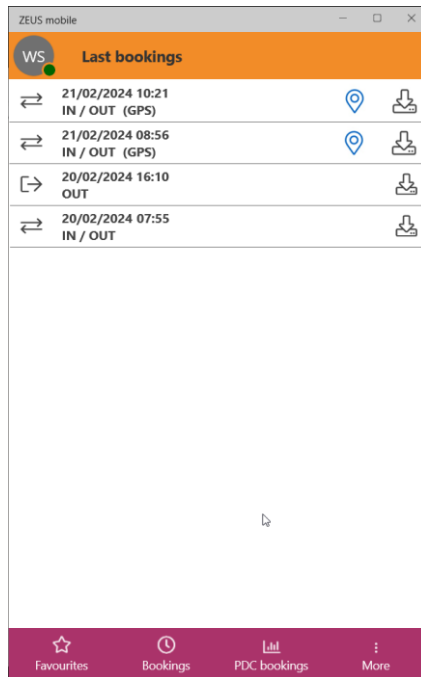 ZEUS mobile
WS
Last bookings
21/02/2024 10:21
IN / OUT (GPS)
21/02/2024 08:56
IN / OUT (GPS)
20/02/2024 16:10
OUT
20/02/2024 07:55
IN / OUT
Favourites Bookings PDC bookings More